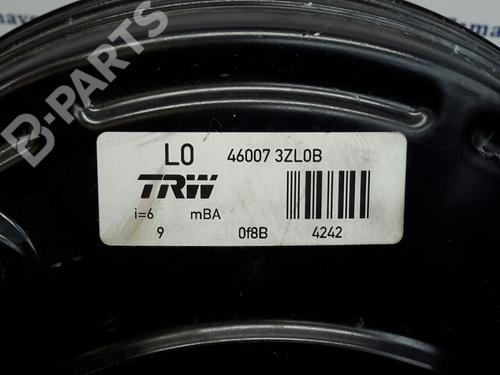 B-PARTS
L0 46007 3ZL0B
TRW
i=6 mBA
9 0f8B 4242